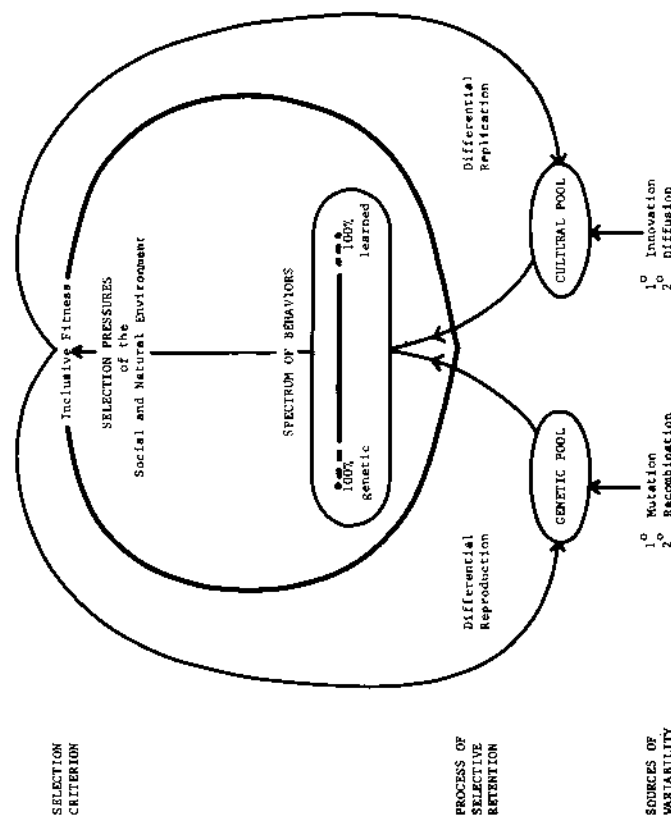 SELECTION
CRITERION
Inclusive Fitness
SELECTION PRESSURES
of the
Social and Natural Environment
SPECTRUM OF BEHAVIORS
100%
genetic
100%
learned
PROCESS OF
SELECTIVE
RETENTION
Differential
Reproduction
Differential
Replication
GENETIC POOL
CULTURAL POOL
SOURCES OF
VARIABILITY
1° Mutation
2° Recombination
1° Innovation
2° Diffusion